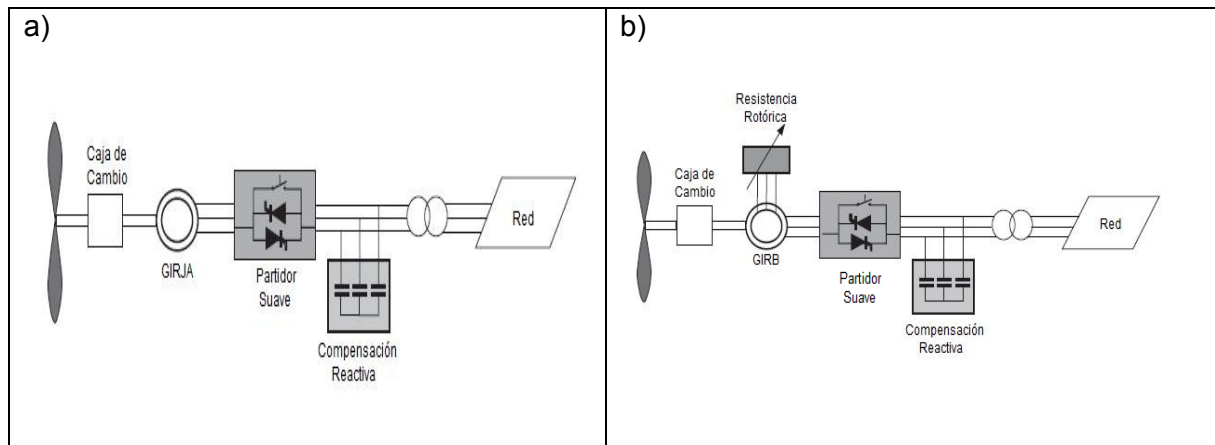 a)
Caja de
Cambio
GIRJA
Partidor
Suave
Compensación
Reactiva
Red
b)
Resistencia
Rotórica
Caja de
Cambio
GIRB
Partidor
Suave
Compensación
Reactiva
Red